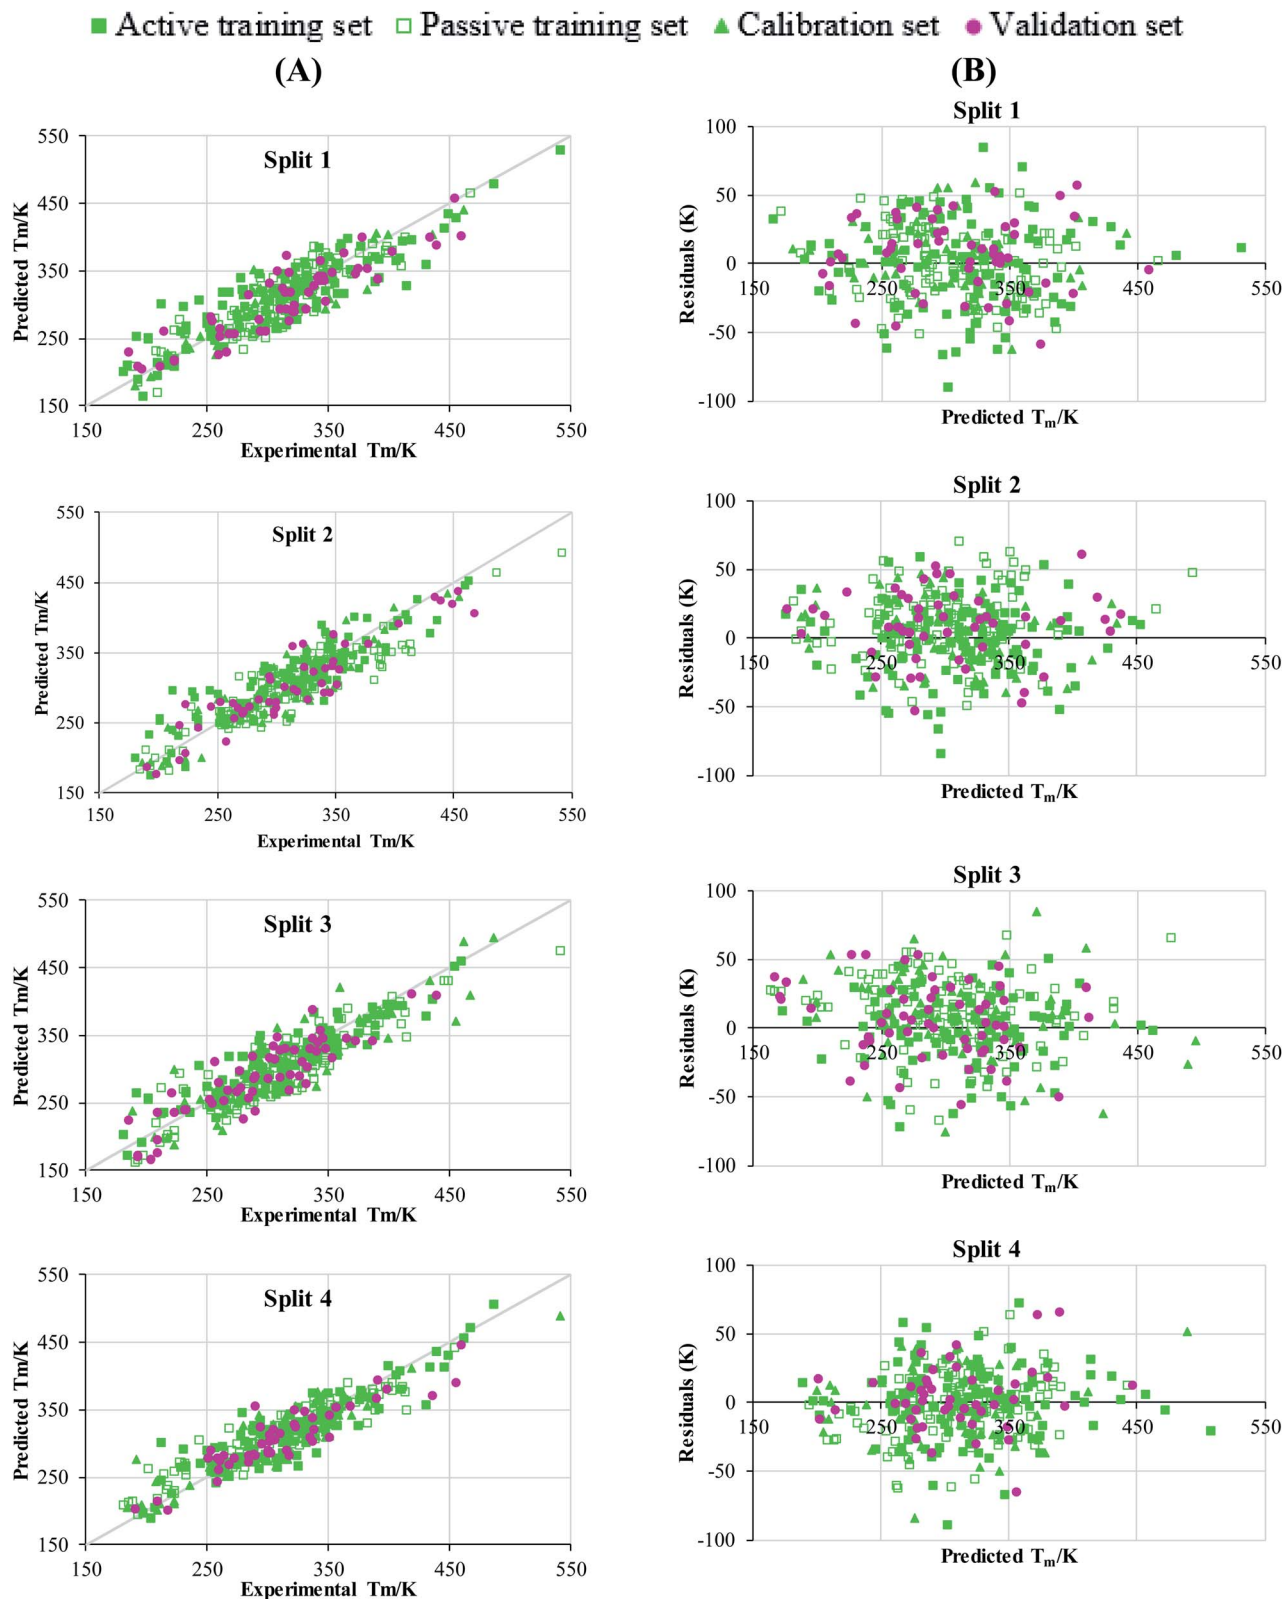 Active training set Passive training set Calibration set Validation set
(A) (B)
Split 1
550
450
350
250
150
150 250 350 450 550
Predicted Tm/K
Experimental Tm/K
Split 1
100
50
0
-50
-100
150 250 350 450 550
Residuals (K)
Predicted Tm/K
Split 2
550
450
350
250
150
150 250 350 450 550
Predicted Tm/K
Experimental Tm/K
Split 2
100
50
0
-50
-100
150 250 350 450 550
Residuals (K)
Predicted Tm/K
Split 3
550
450
350
250
150
150 250 350 450 550
Predicted Tm/K
Experimental Tm/K
Split 3
100
50
0
-50
-100
150 250 350 450 550
Residuals (K)
Predicted Tm/K
Split 4
550
450
350
250
150
150 250 350 450 550
Predicted Tm/K
Experimental Tm/K
Split 4
100
50
0
-50
-100
150 250 350 450 550
Residuals (K)
Predicted Tm/K